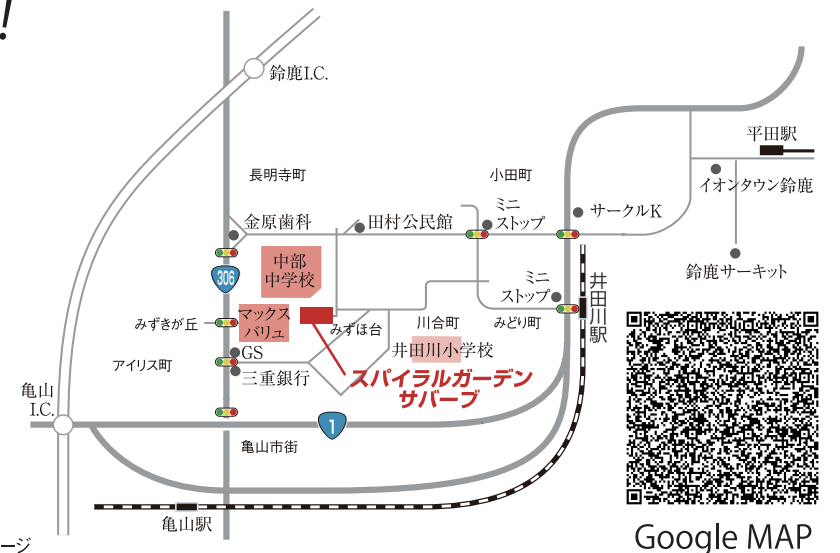 !
鈴鹿I.C.
平田駅
長明寺町
小田町
イオンタウン鈴鹿
ミニ
ストップ
サークルK
金原歯科
田村公民館
中部
中学校
鈴鹿サーキット
306
ミニ
ストップ
井田川駅
マックス
バリュ
みずきが丘
みずほ台
川合町
みどり町
GS
井田川小学校
アイリス町
三重銀行
スパイラルガーデン
サバーブ
亀山
I.C.
1
亀山市街
亀山駅
Google MAP
ージ